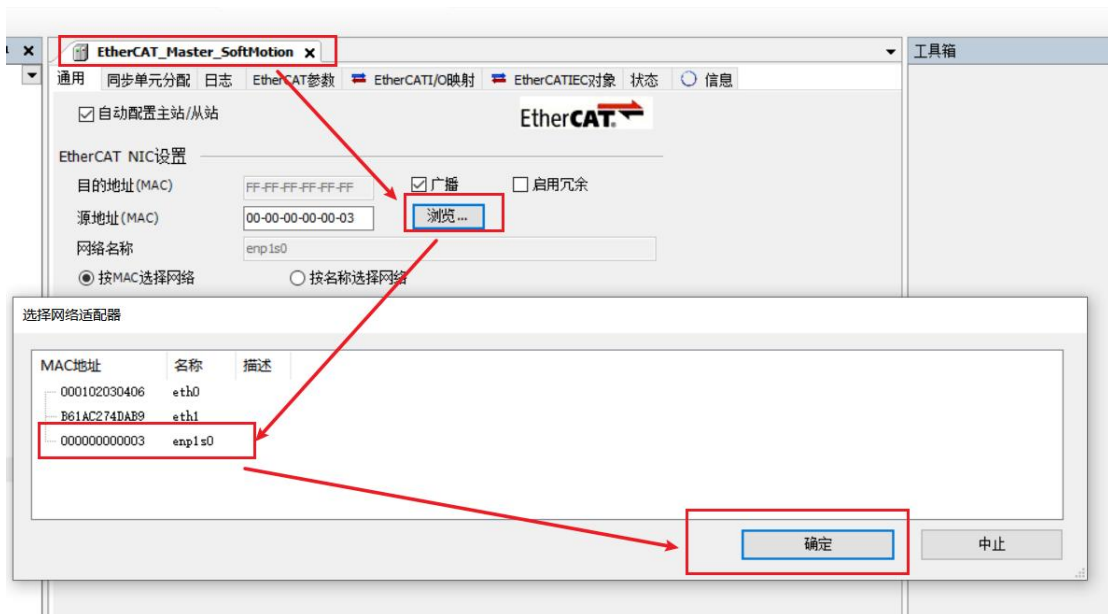 EtherCAT_Master_SoftMotion x
工具箱
通用 同步单元分配 日志 EtherCAT参数 EtherCATI/O映射 EtherCATIEC对象 状态 信息
自动配置主站/从站
EtherCAT
EtherCAT NIC设置
目的地址(MAC) FF-FF-FF-FF-FF-FF 广播 启用冗余
源地址(MAC) 00-00-00-00-00-03 浏览...
网络名称 enp1s0
按MAC选择网络 按名称选择网络
选择网络适配器
MAC地址 名称 描述
000102030406 eth0
B61AC274DAB9 eth1
000000000003 enp1s0
确定 中止